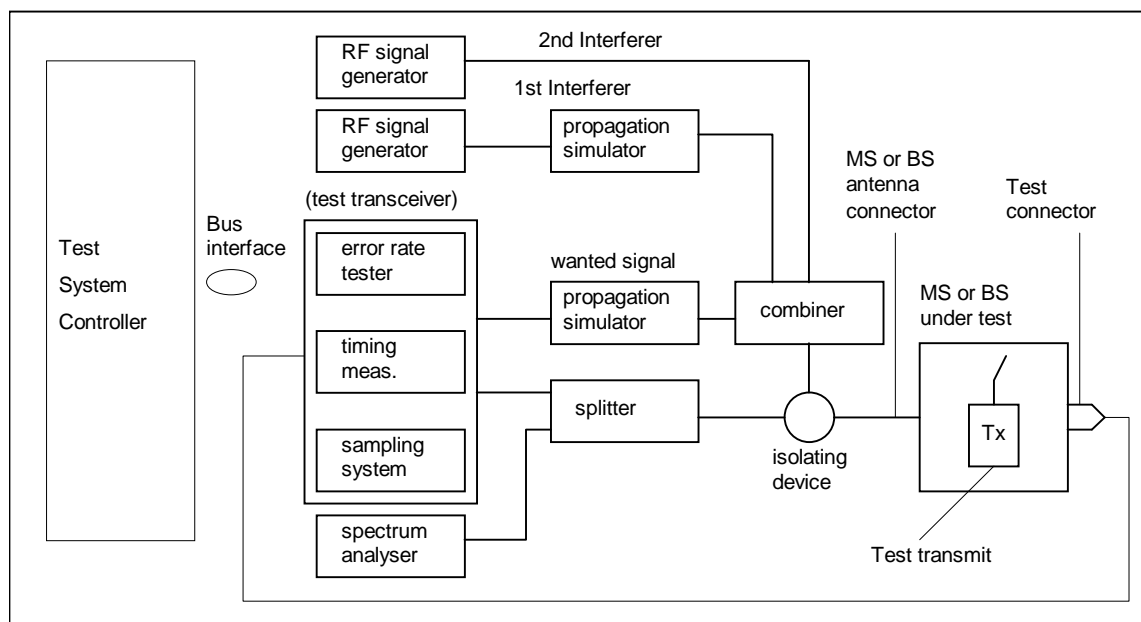 RF signal
generator
2nd Interferer
RF signal
generator
1st Interferer
propagation
simulator
MS or BS
antenna
connector
Test
connector
(test transceiver)
Bus
interface
Test
System
Controller
error rate
tester
wanted signal
propagation
simulator
combiner
MS or BS
under test
timing
meas.
splitter
Tx
sampling
system
isolating
device
spectrum
analyser
Test transmit